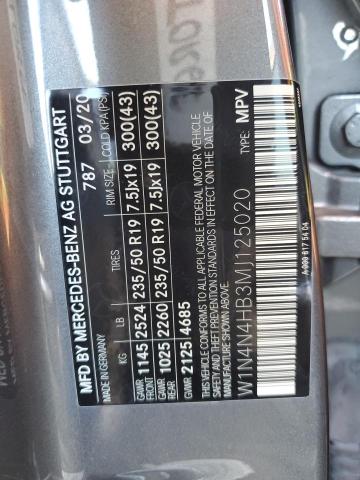 MFD BY MERCEDES-BENZ AG STUTTGART
MADE IN GERMANY 787 03/20
KG LB TIRES RIM SIZE COLD KPA(PSI)
GAWR FRONT 1145 2524 235/50 R19 7.5Jx19 300(43)
GAWR REAR 1025 2260 235/50 R19 7.5Jx19 300(43)
GVWR 2125 4685
THIS VEHICLE CONFORMS TO ALL APPLICABLE FEDERAL MOTOR VEHICLE
SAFETY, BUMPER, AND THEFT PREVENTION STANDARDS IN EFFECT ON THE DATE OF
MANUFACTURE SHOWN ABOVE.
W1N4N4HB3MJ125020 TYPE: MPV